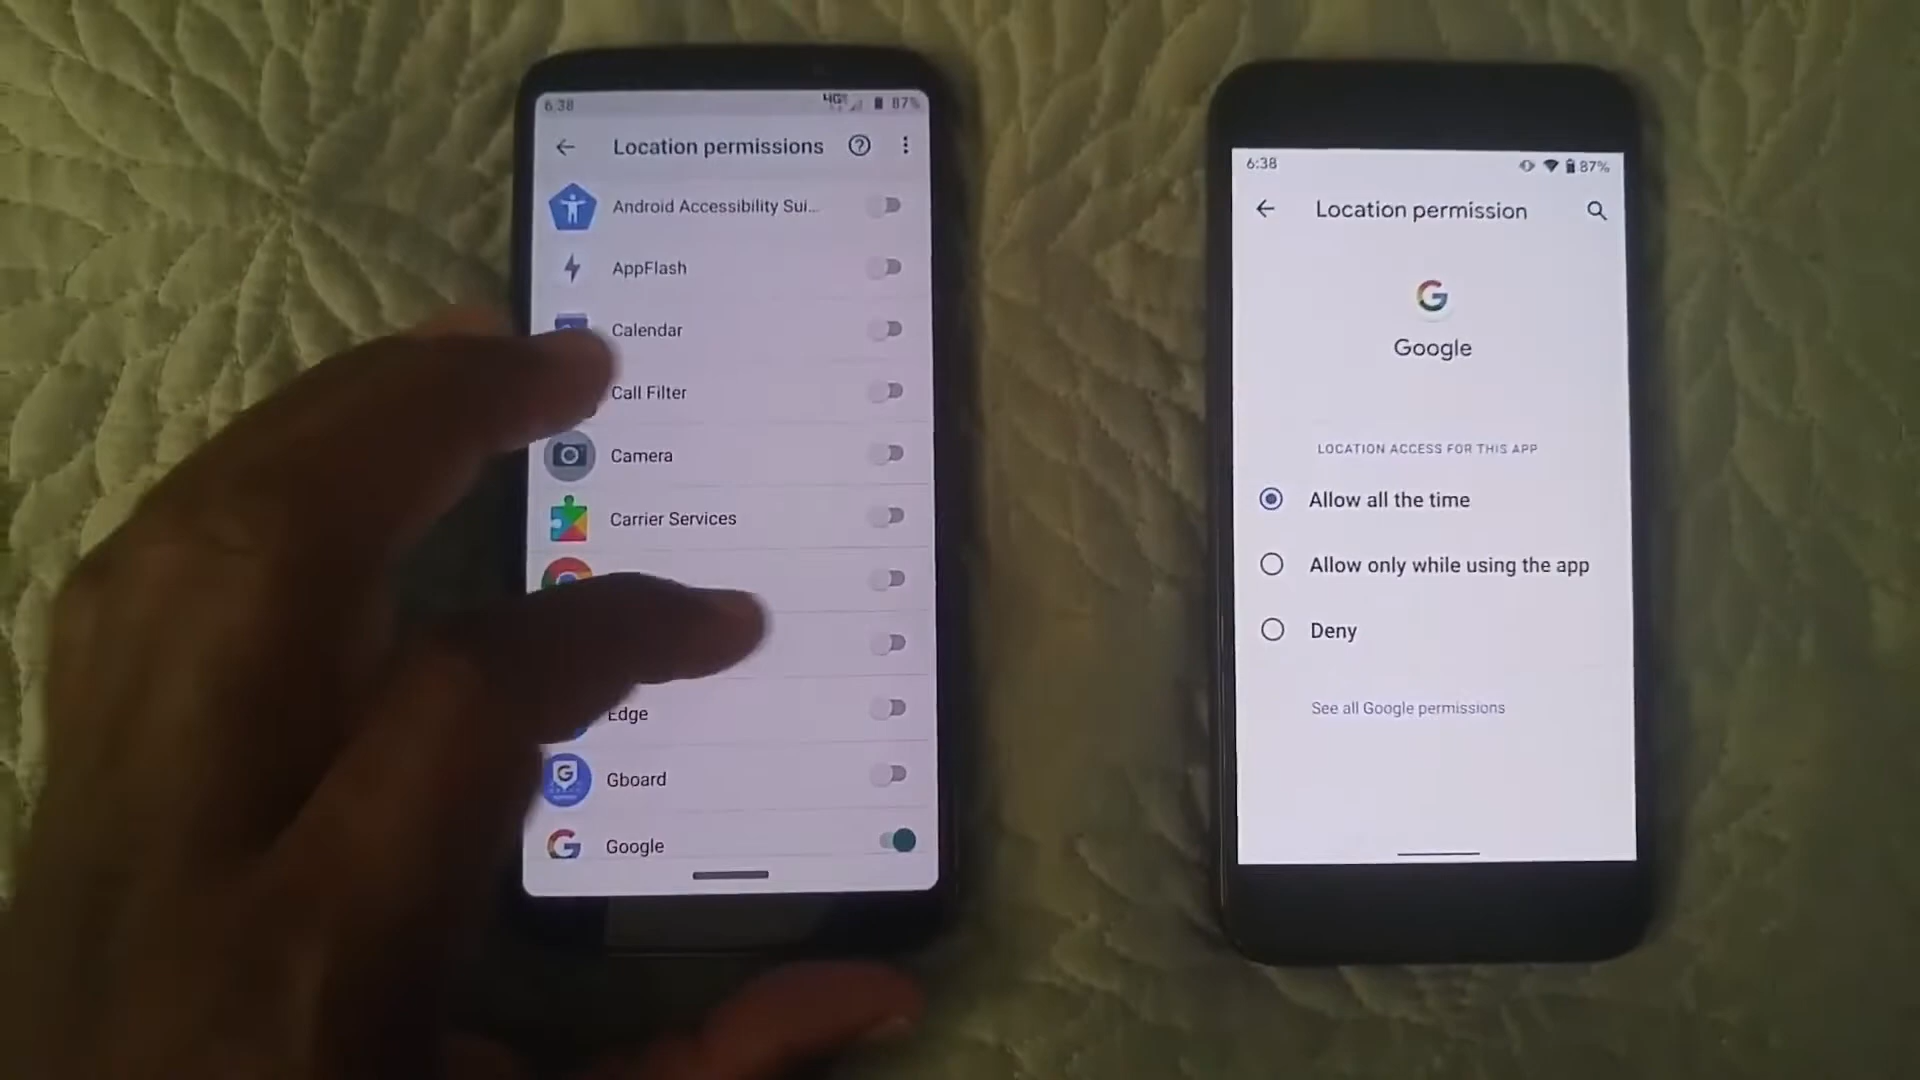 6:38
4G
87%
Location permissions
Android Accessibility Sui...
AppFlash
Calendar
Call Filter
Camera
Carrier Services
Edge
Gboard
Google
6:38
87%
Location permission
Google
LOCATION ACCESS FOR THIS APP
Allow all the time
Allow only while using the app
Deny
See all Google permissions